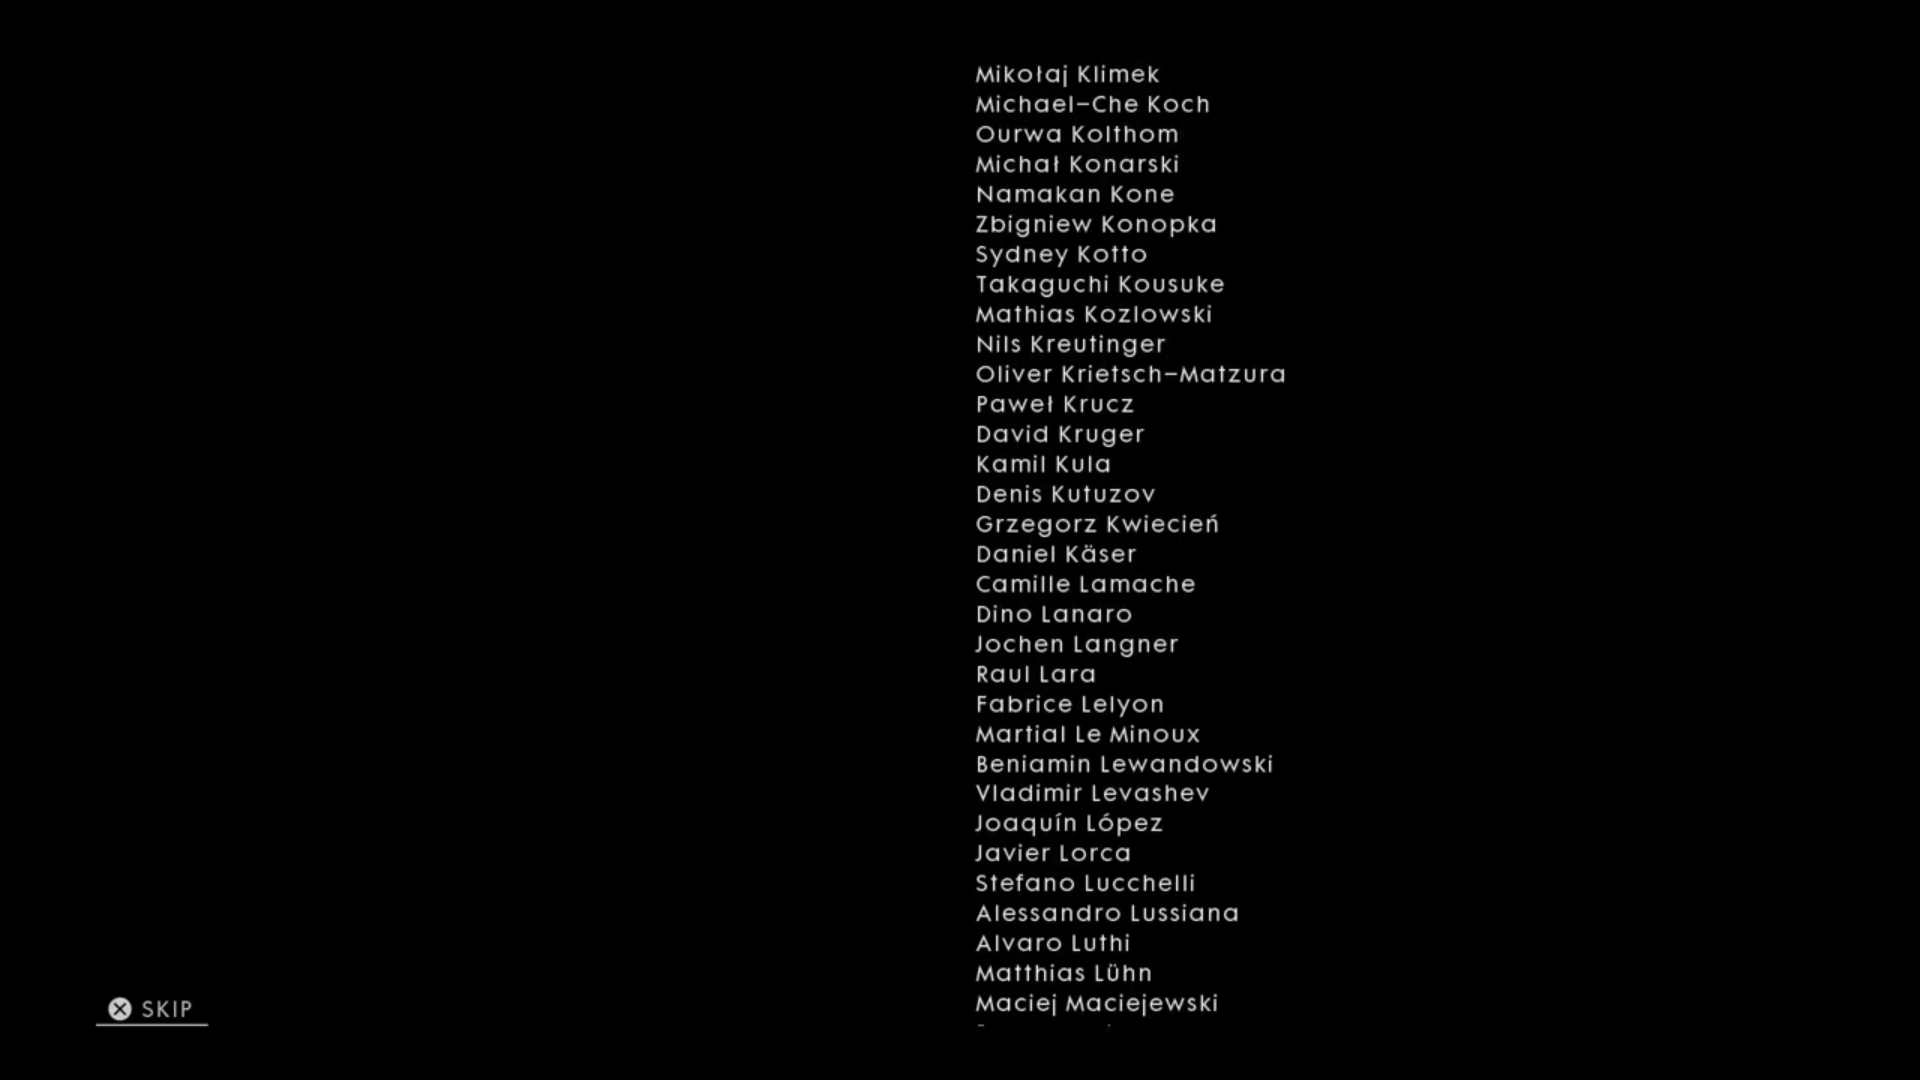 Mikołaj Klimek
Michael-Che Koch
Ourwa Kolthom
Michał Konarski
Namakan Kone
Zbigniew Konopka
Sydney Kotto
Takaguchi Kousuke
Mathias Kozlowski
Nils Kreutinger
Oliver Krietsch-Matzura
Paweł Krucz
David Kruger
Kamil Kula
Denis Kutuzov
Grzegorz Kwiecień
Daniel Käser
Camille Lamache
Dino Lanaro
Jochen Langner
Raul Lara
Fabrice Lelyon
Martial Le Minoux
Beniamin Lewandowski
Vladimir Levashev
Joaquín López
Javier Lorca
Stefano Lucchelli
Alessandro Lussiana
Alvaro Luthi
Matthias Lühn
Maciej Maciejewski
SKIP